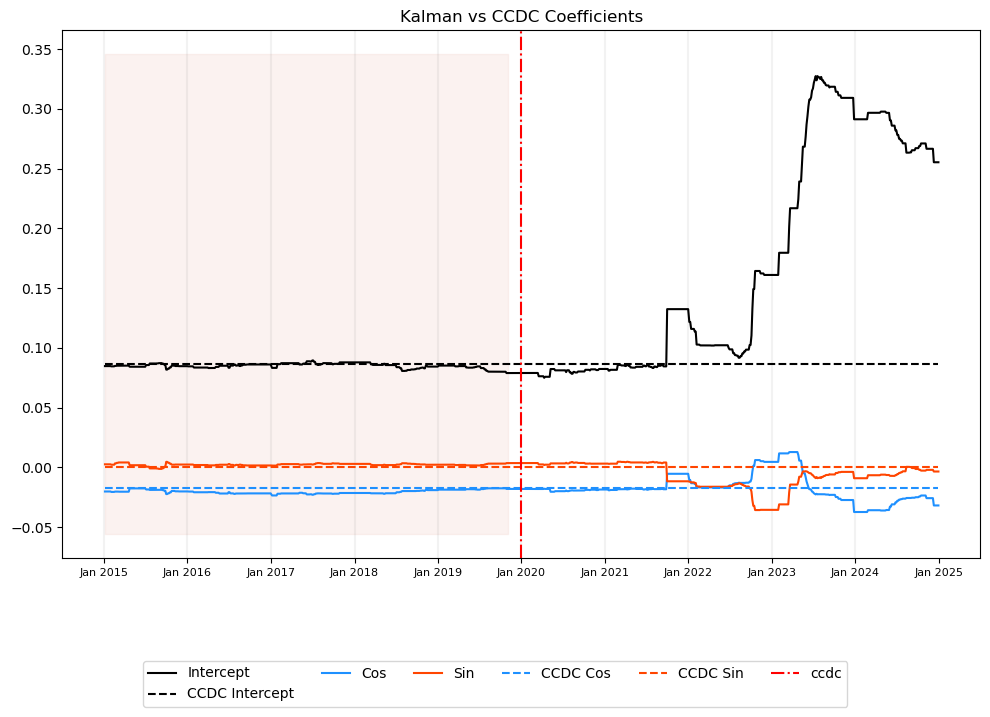 Kalman vs CCDC Coefficients
0.35
0.30
0.25
0.20
0.15
0.10
0.05
0.00
−0.05
Jan 2015 Jan 2016 Jan 2017 Jan 2018 Jan 2019 Jan 2020 Jan 2021 Jan 2022 Jan 2023 Jan 2024 Jan 2025
Intercept Cos Sin CCDC Cos CCDC Sin ccdc
CCDC Intercept